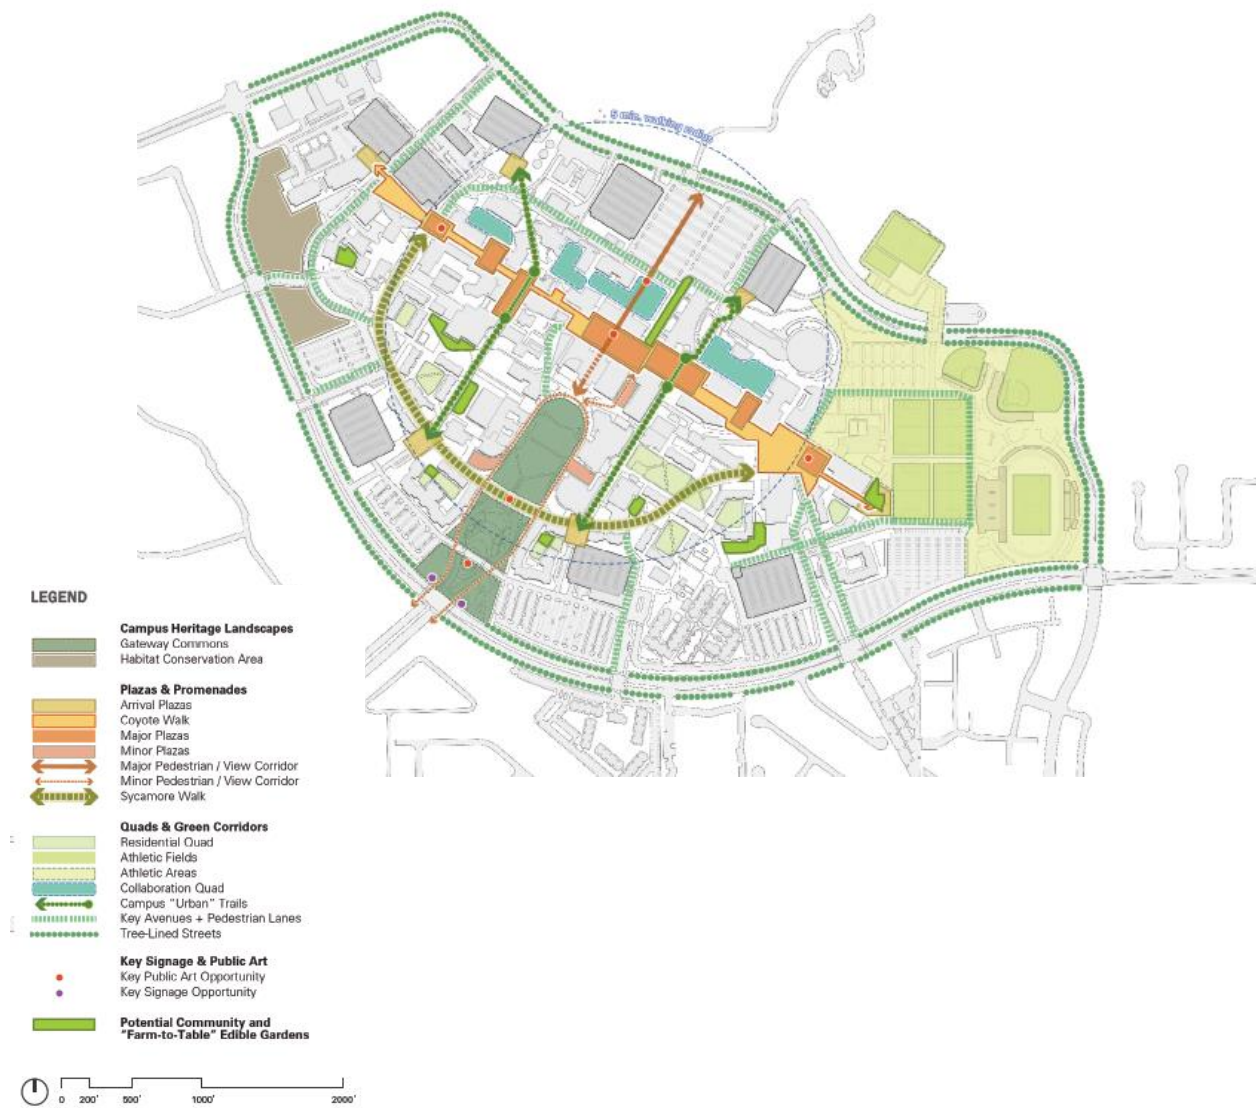 5 min. walking radius
LEGEND
Campus Heritage Landscapes
Gateway Commons
Habitat Conservation Area
Plazas & Promenades
Arrival Plazas
Coyote Walk
Major Plazas
Minor Plazas
Major Pedestrian / View Corridor
Minor Pedestrian / View Corridor
Sycamore Walk
Quads & Green Corridors
Residential Quad
Athletic Fields
Athletic Areas
Collaboration Quad
Campus "Urban" Trails
Key Avenues + Pedestrian Lanes
Tree-Lined Streets
Key Signage & Public Art
Key Public Art Opportunity
Key Signage Opportunity
Potential Community and
"Farm-to-Table" Edible Gardens
0 200' 500' 1000' 2000'